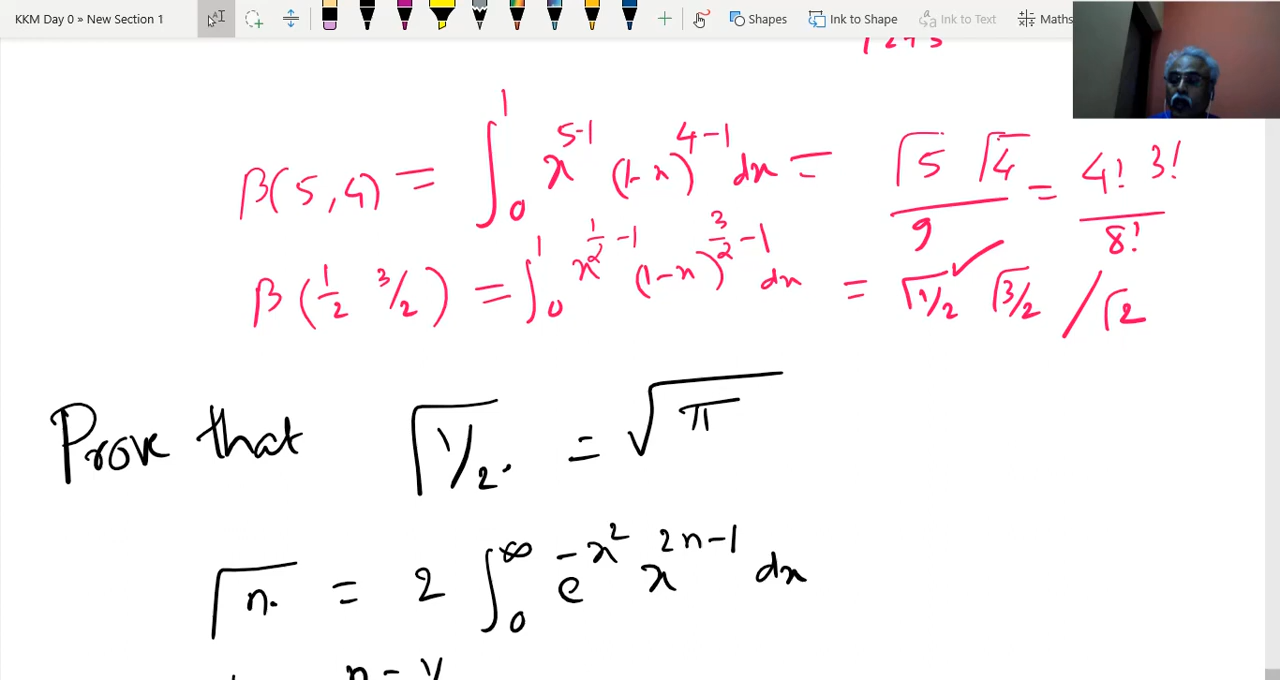 KKM Day 0 » New Section 1
Shapes Ink to Shape Ink to Text Maths
β(5,4) = ∫₀¹ x^{5-1} (1-x)^{4-1} dx = Γ5 Γ4 / 9 = 4! 3! / 8!
β(1/2 3/2) = ∫₀¹ x^{1/2 -1} (1-x)^{3/2 -1} dx = Γ1/2 ✓ Γ3/2 / Γ2
Prove that Γ1/2. = √π
Γn. = 2 ∫₀^∞ e^{-x²} x^{2n-1} dx